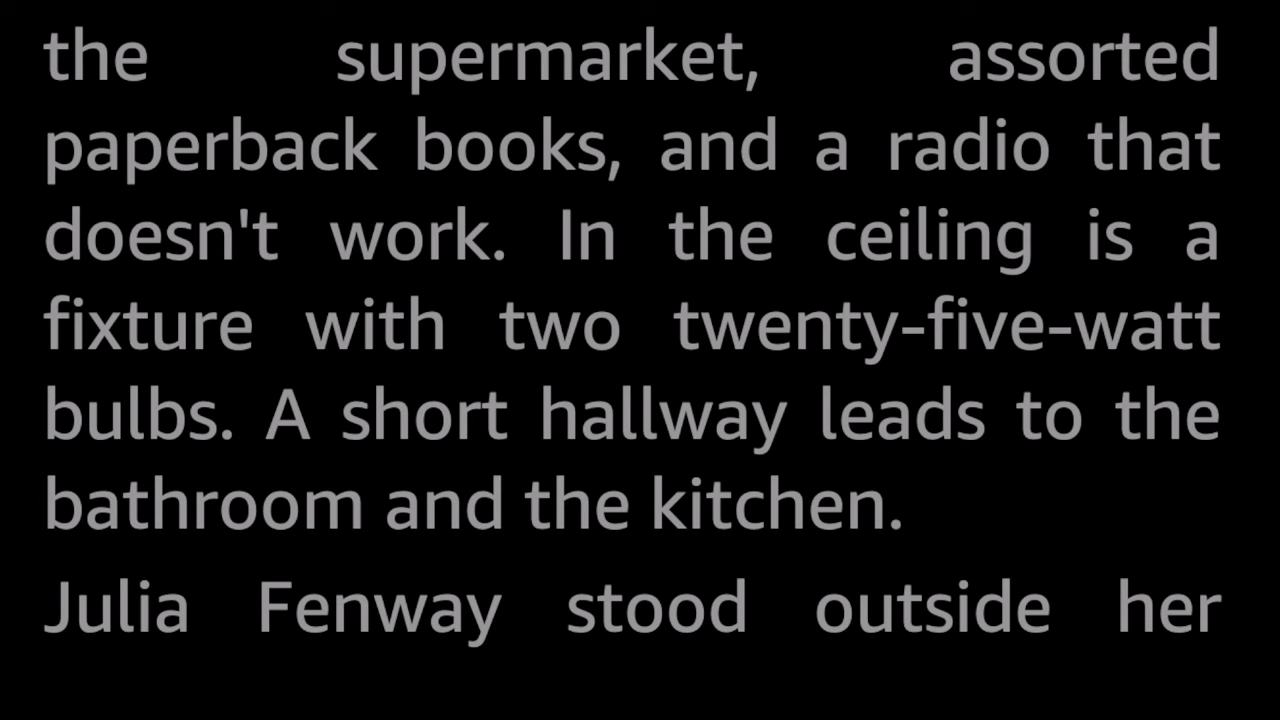 the supermarket, assorted
paperback books, and a radio that
doesn't work. In the ceiling is a
fixture with two twenty-five-watt
bulbs. A short hallway leads to the
bathroom and the kitchen.
Julia Fenway stood outside her